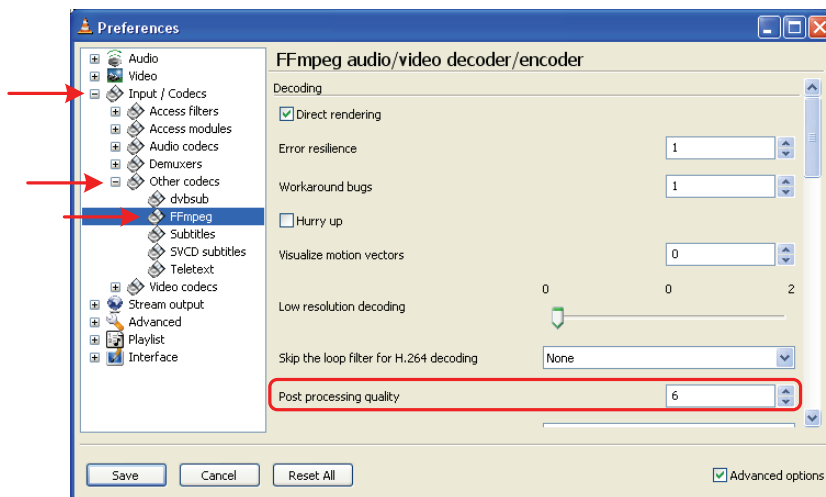 Preferences
Audio
Video
Input / Codecs
Access filters
Access modules
Audio codecs
Demuxers
Other codecs
dvbsub
FFmpeg
Subtitles
SVCD subtitles
Teletext
Video codecs
Stream output
Advanced
Playlist
Interface
FFmpeg audio/video decoder/encoder
Decoding
Direct rendering
Error resilience 1
Workaround bugs 1
Hurry up
Visualize motion vectors 0
0 0 2
Low resolution decoding
Skip the loop filter for H.264 decoding None
Post processing quality 6
Save Cancel Reset All Advanced options